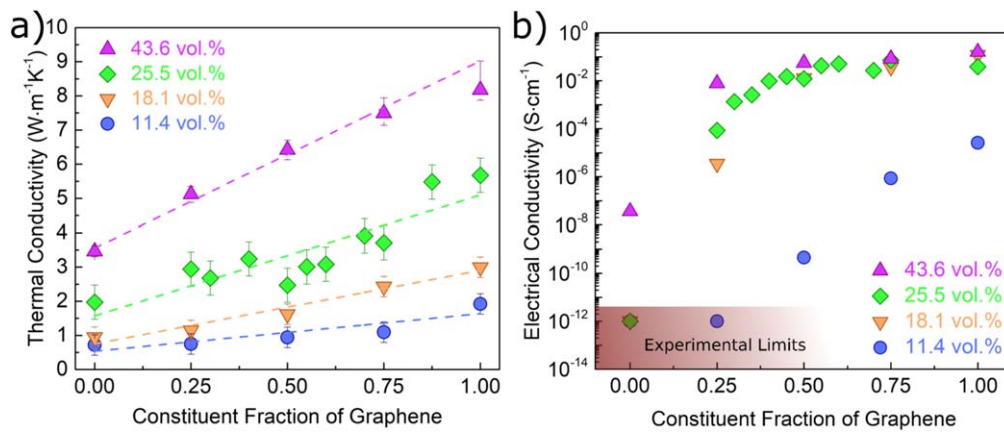 a)
Thermal Conductivity (W·m⁻¹K⁻¹)
10
9
8
7
6
5
4
3
2
1
0
43.6 vol.%
25.5 vol.%
18.1 vol.%
11.4 vol.%
0.00 0.25 0.50 0.75 1.00
Constituent Fraction of Graphene
b)
Electrical Conductivity (S·cm⁻¹)
10⁰
10⁻²
10⁻⁴
10⁻⁶
10⁻⁸
10⁻¹⁰
10⁻¹²
10⁻¹⁴
43.6 vol.%
25.5 vol.%
18.1 vol.%
11.4 vol.%
Experimental Limits
0.00 0.25 0.50 0.75 1.00
Constituent Fraction of Graphene